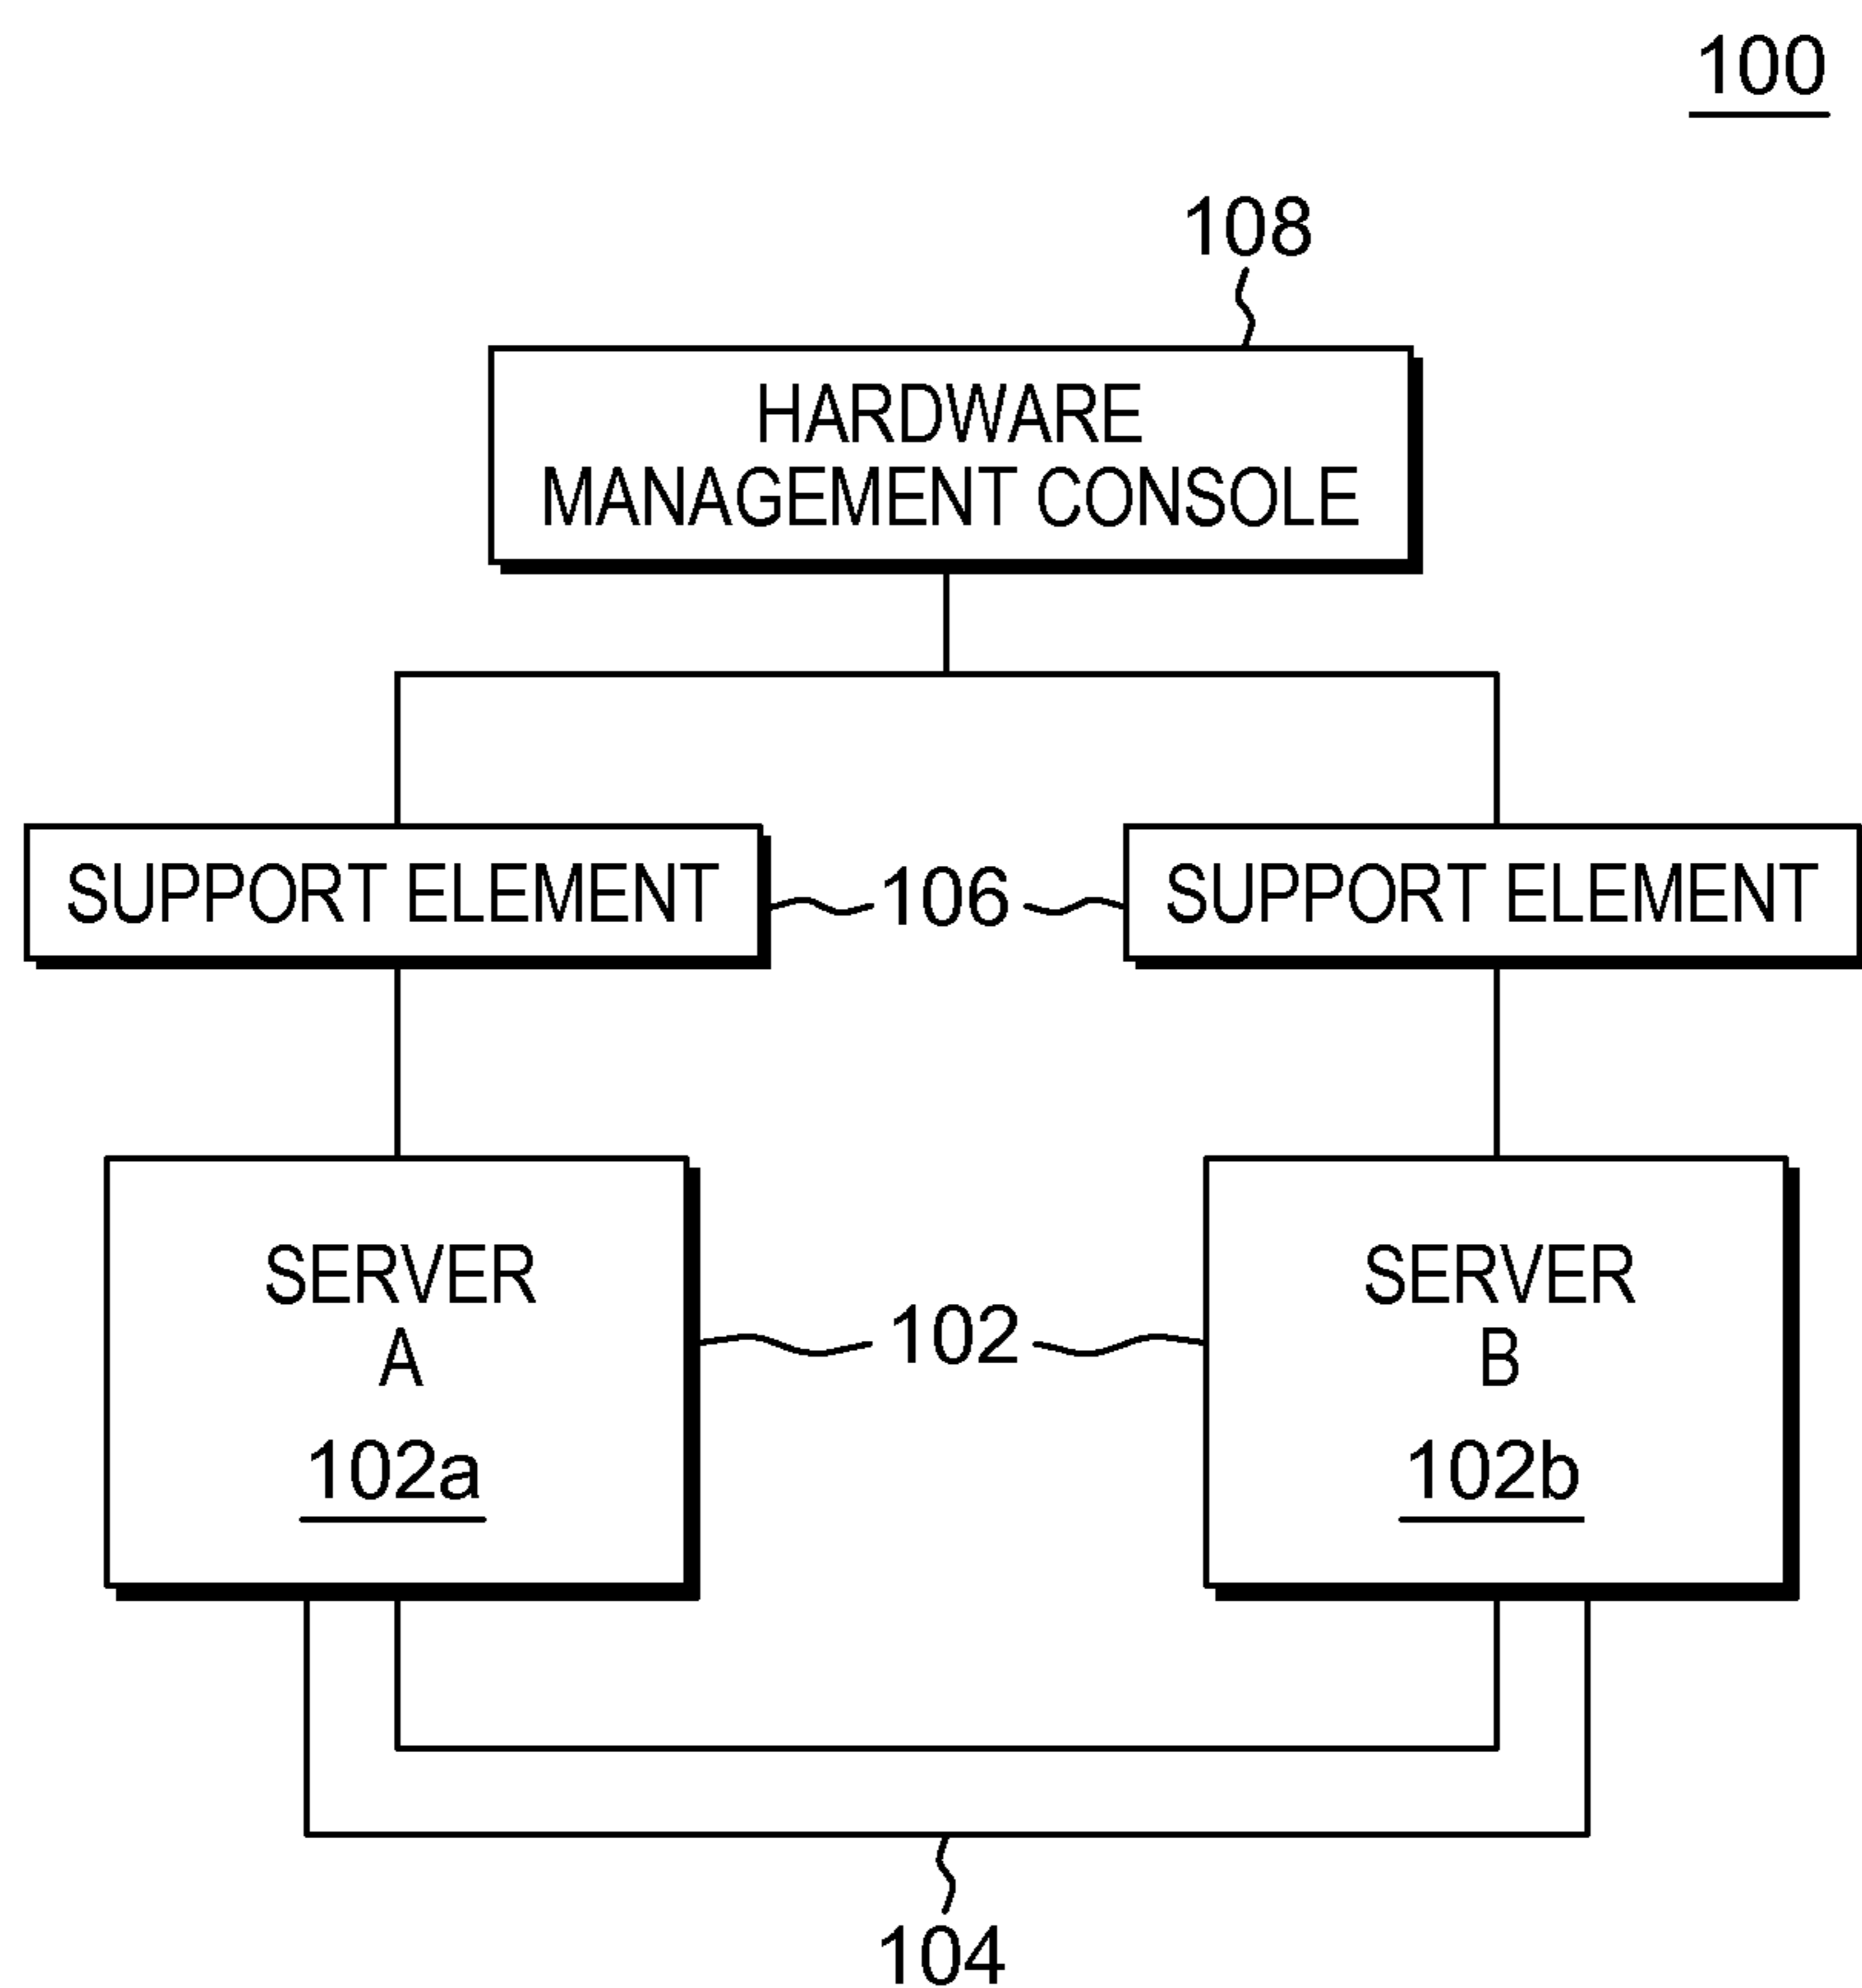 100
108
HARDWARE
MANAGEMENT CONSOLE
SUPPORT ELEMENT
106
SUPPORT ELEMENT
SERVER
A
102a
102
SERVER
B
102b
104